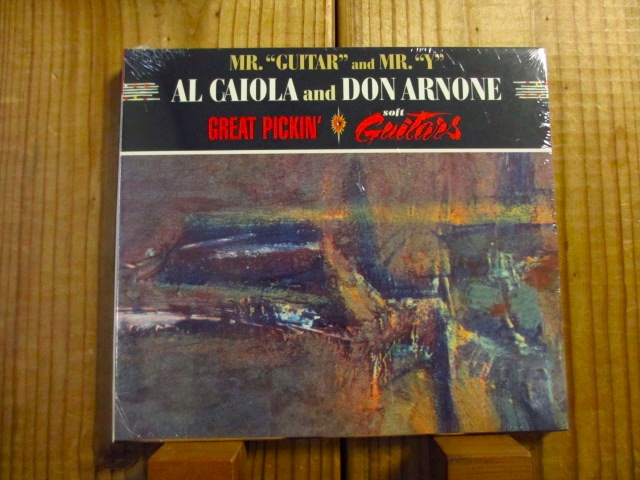 MR. “GUITAR” and MR. “Y”
AL CAIOLA and DON ARNONE
GREAT PICKIN' soft Guitars